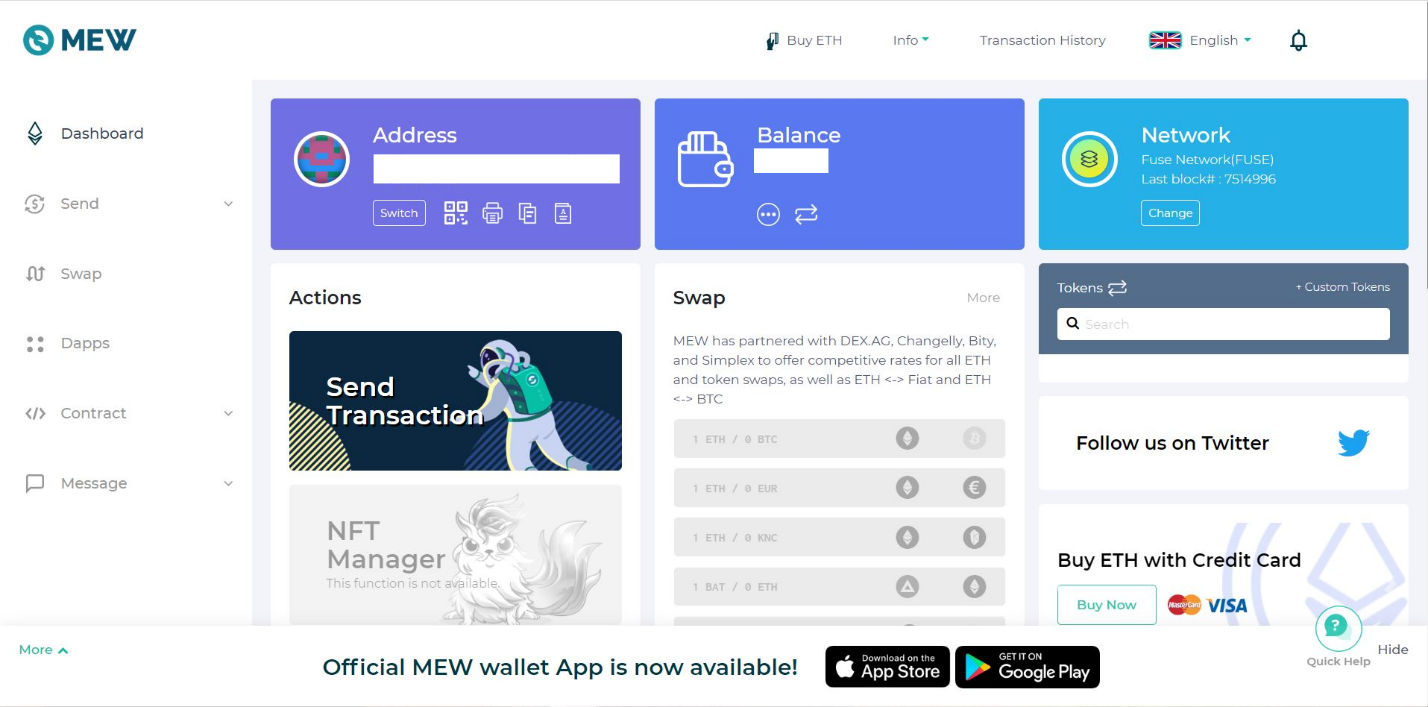 MEW
Buy ETH
Info
Transaction History
English
Dashboard
Send
Swap
Dapps
Contract
Message
Address
Switch
Balance
Network
Fuse Network(FUSE)
Last block# : 7514996
Change
Actions
Send
Transaction
NFT
Manager
This function is not available.
Swap
More
MEW has partnered with DEX.AG, Changelly, Bity,
and Simplex to offer competitive rates for all ETH
and token swaps, as well as ETH <-> Fiat and ETH
<-> BTC
1 ETH / 0 BTC
1 ETH / 0 EUR
1 ETH / 0 KNC
1 BAT / 0 ETH
Tokens
+ Custom Tokens
Search
Follow us on Twitter
Buy ETH with Credit Card
Buy Now
MasterCard
VISA
More
Official MEW wallet App is now available!
Download on the
App Store
GET IT ON
Google Play
?
Quick Help
Hide